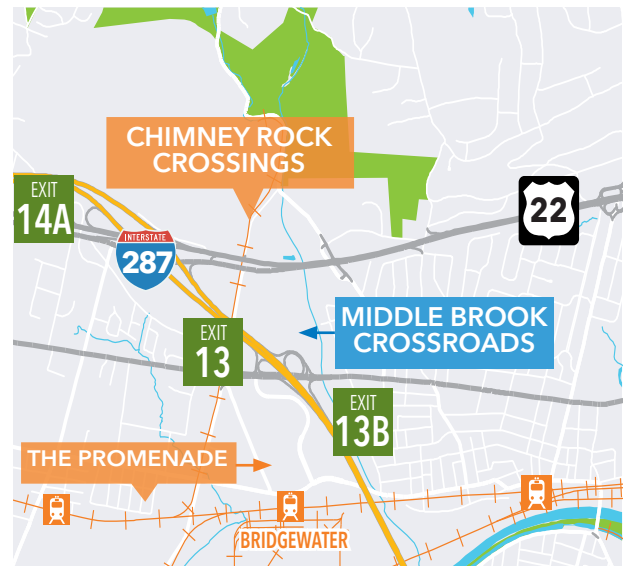 CHIMNEY ROCK
CROSSINGS
EXIT
14A
22
INTERSTATE
287
MIDDLE BROOK
CROSSROADS
EXIT
13
EXIT
13B
THE PROMENADE
BRIDGEWATER